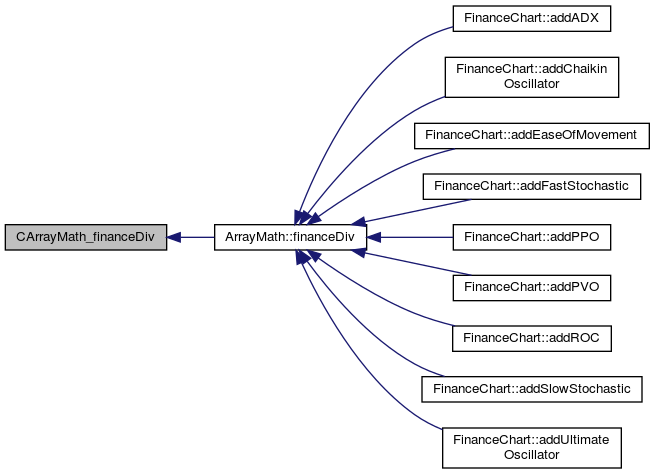 CArrayMath_financeDiv
ArrayMath::financeDiv
FinanceChart::addADX
FinanceChart::addChaikin
Oscillator
FinanceChart::addEaseOfMovement
FinanceChart::addFastStochastic
FinanceChart::addPPO
FinanceChart::addPVO
FinanceChart::addROC
FinanceChart::addSlowStochastic
FinanceChart::addUltimate
Oscillator